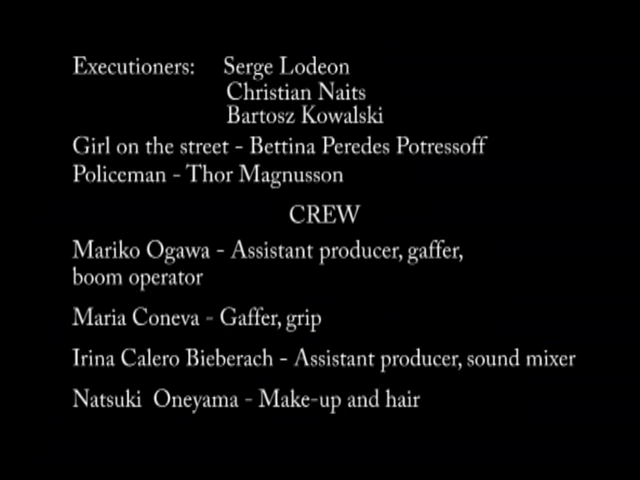 Executioners: Serge Lodeon
Christian Naits
Bartosz Kowalski
Girl on the street - Bettina Peredes Potressoff
Policeman - Thor Magnusson
CREW
Mariko Ogawa - Assistant producer, gaffer,
boom operator
Maria Coneva - Gaffer, grip
Irina Calero Bieberach - Assistant producer, sound mixer
Natsuki Oneyama - Make-up and hair